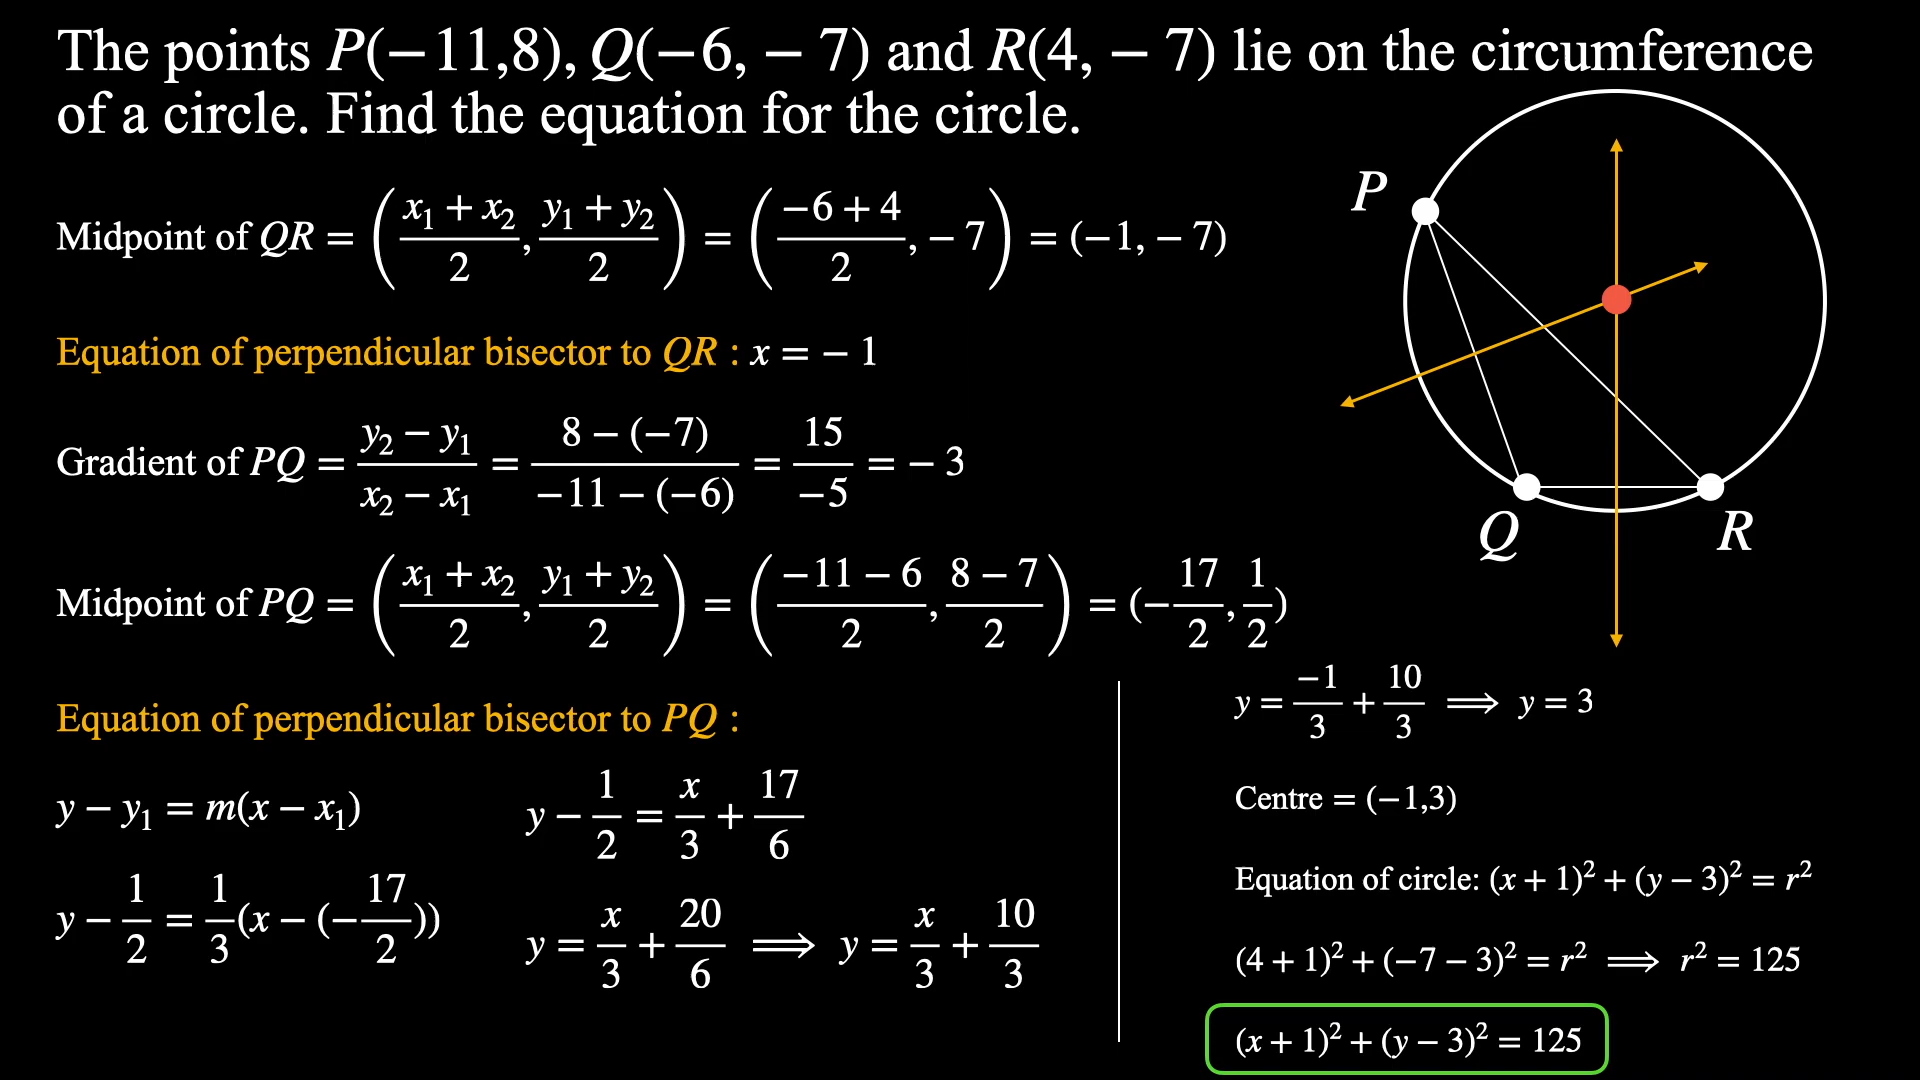 The points P(−11,8), Q(−6, − 7) and R(4, − 7) lie on the circumference
of a circle. Find the equation for the circle.
Midpoint of QR = ((x₁ + x₂)/2, (y₁ + y₂)/2) = ((−6 + 4)/2, − 7) = (−1, − 7)
Equation of perpendicular bisector to QR : x = − 1
Gradient of PQ = (y₂ − y₁)/(x₂ − x₁) = (8 − (−7))/(−11 − (−6)) = 15/−5 = − 3
Midpoint of PQ = ((x₁ + x₂)/2, (y₁ + y₂)/2) = ((−11 − 6)/2, (8 − 7)/2) = (−17/2, 1/2)
Equation of perpendicular bisector to PQ :
y − y₁ = m(x − x₁)
y − 1/2 = 1/3(x − (−17/2))
y − 1/2 = x/3 + 17/6
y = x/3 + 20/6 ⟹ y = x/3 + 10/3
y = −1/3 + 10/3 ⟹ y = 3
Centre = (−1,3)
Equation of circle: (x + 1)² + (y − 3)² = r²
(4 + 1)² + (−7 − 3)² = r² ⟹ r² = 125
(x + 1)² + (y − 3)² = 125
P
Q
R